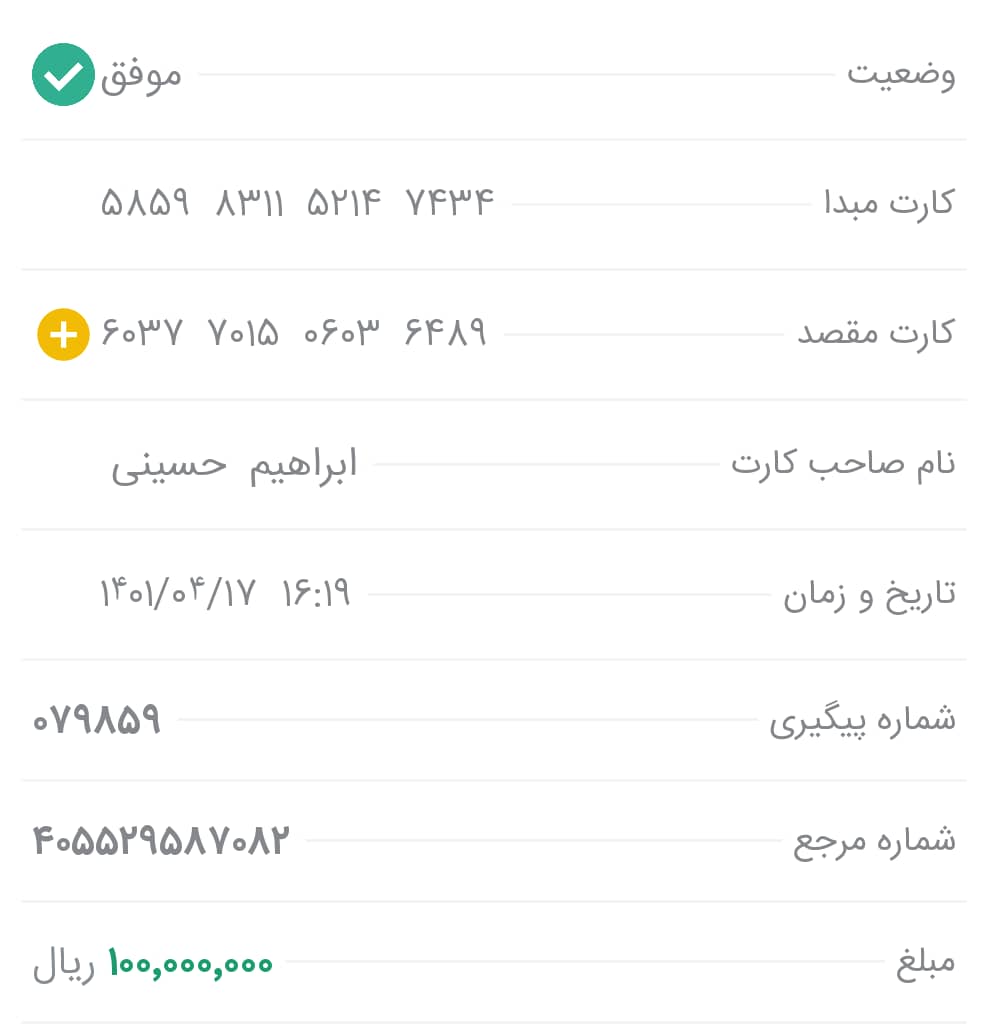 وضعیت موفق
کارت مبدا ۵۸۵۹ ۸۳۱۱ ۵۲۱۴ ۷۴۳۴
کارت مقصد ۶۰۳۷ ۷۰۱۵ ۰۶۰۳ ۶۴۸۹
نام صاحب کارت ابراهیم حسینی
تاریخ و زمان ۱۴۰۱/۰۴/۱۷ ۱۶:۱۹
شماره پیگیری ۰۷۹۸۵۹
شماره مرجع ۴۰۵۵۲۹۵۸۷۰۸۲
مبلغ ۱۰۰,۰۰۰,۰۰۰ ریال